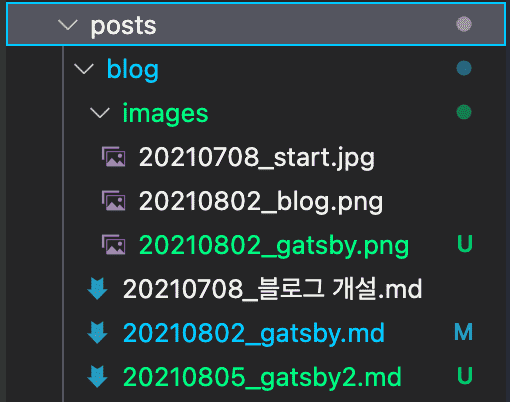 posts
blog
images
20210708_start.jpg
20210802_blog.png
20210802_gatsby.png U
20210708_블로그 개설.md
20210802_gatsby.md M
20210805_gatsby2.md U